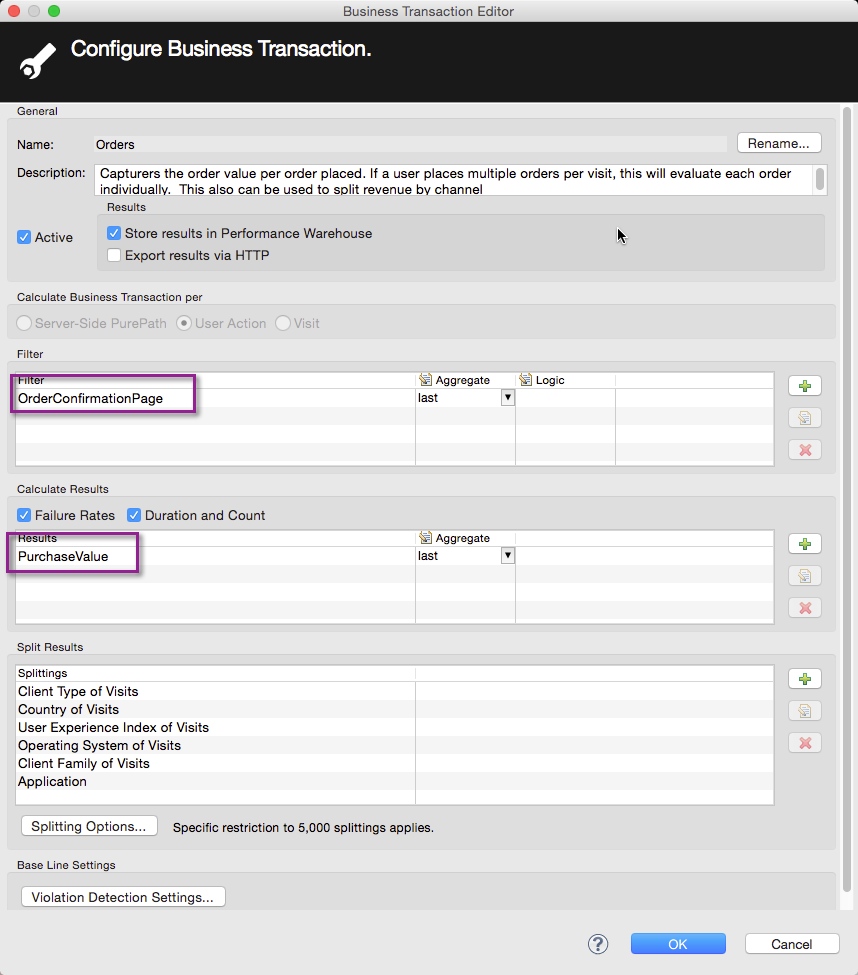 Business Transaction Editor
Configure Business Transaction.
General
Name: Orders Rename...
Description: Capturers the order value per order placed. If a user places multiple orders per visit, this will evaluate each order
individually. This also can be used to split revenue by channel
Results
Active
Store results in Performance Warehouse
Export results via HTTP
Calculate Business Transaction per
Server-Side PurePath User Action Visit
Filter
Filter Aggregate Logic
OrderConfirmationPage last
Calculate Results
Failure Rates Duration and Count
Results Aggregate
PurchaseValue last
Split Results
Splittings
Client Type of Visits
Country of Visits
User Experience Index of Visits
Operating System of Visits
Client Family of Visits
Application
Splitting Options... Specific restriction to 5,000 splittings applies.
Base Line Settings
Violation Detection Settings...
? OK Cancel